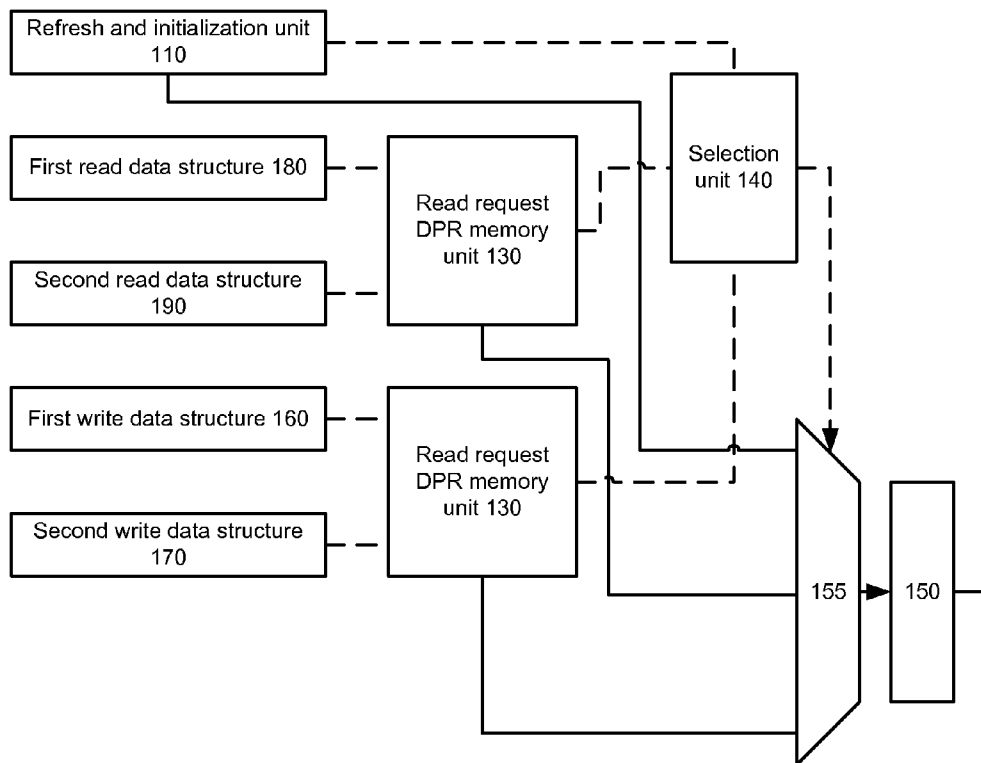 Refresh and initialization unit
110
First read data structure 180
Read request
DPR memory
unit 130
Selection
unit 140
Second read data structure
190
First write data structure 160
Read request
DPR memory
unit 130
Second write data structure
170
155
150